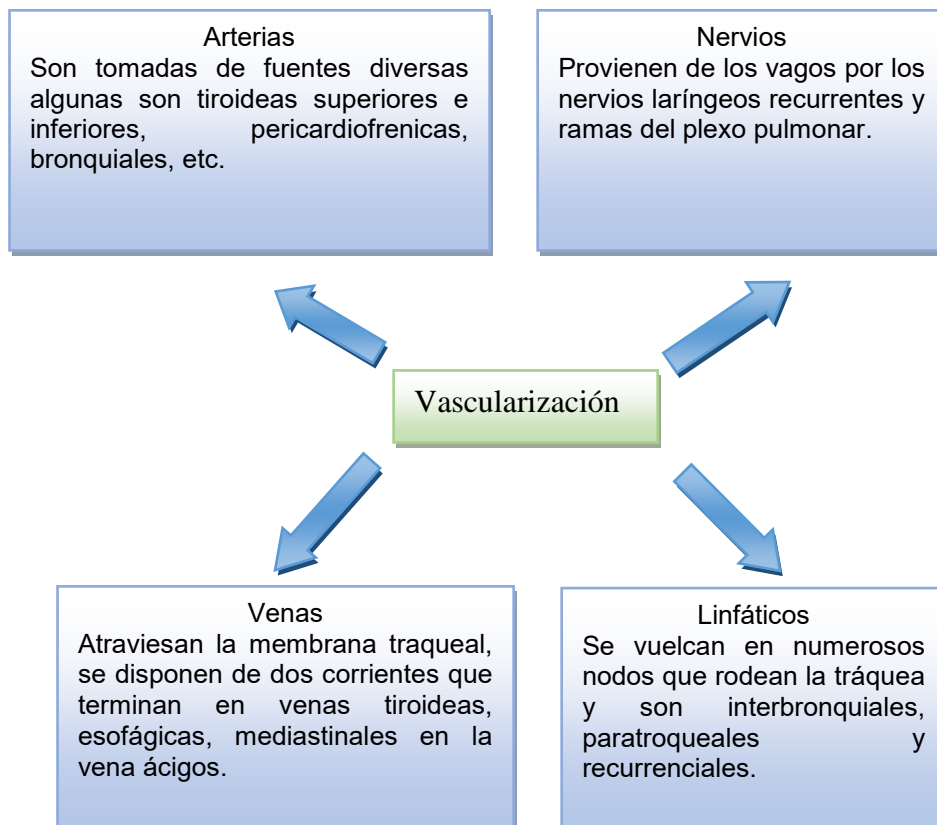 Arterias
Son tomadas de fuentes diversas
algunas son tiroideas superiores e
inferiores, pericardiofrenicas,
bronquiales, etc.
Nervios
Provienen de los vagos por los
nervios laríngeos recurrentes y
ramas del plexo pulmonar.
Vascularización
Venas
Atraviesan la membrana traqueal,
se disponen de dos corrientes que
terminan en venas tiroideas,
esofágicas, mediastinales en la
vena ácigos.
Linfáticos
Se vuelcan en numerosos
nodos que rodean la tráquea
y son interbronquiales,
paratroqueales y
recurrenciales.